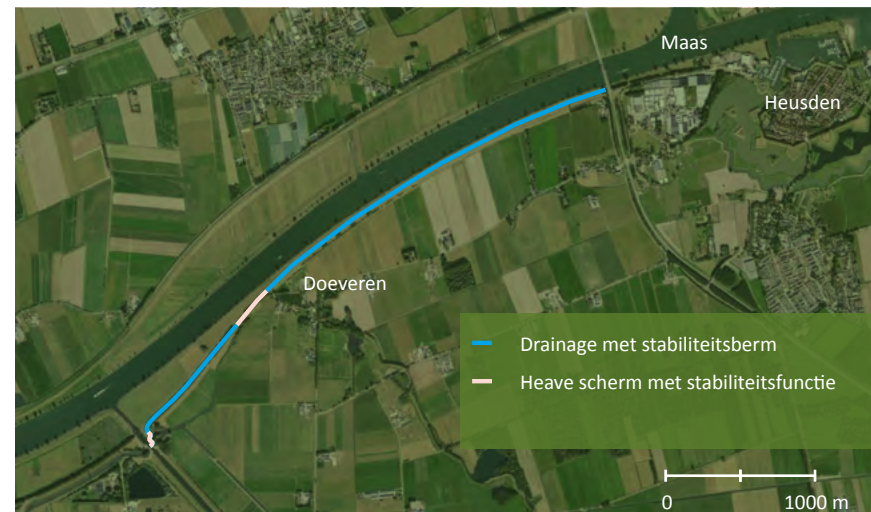 Maas
Heusden
Doeveren
Drainage met stabiliteitsberm
Heave scherm met stabiliteitsfunctie
0 1000 m